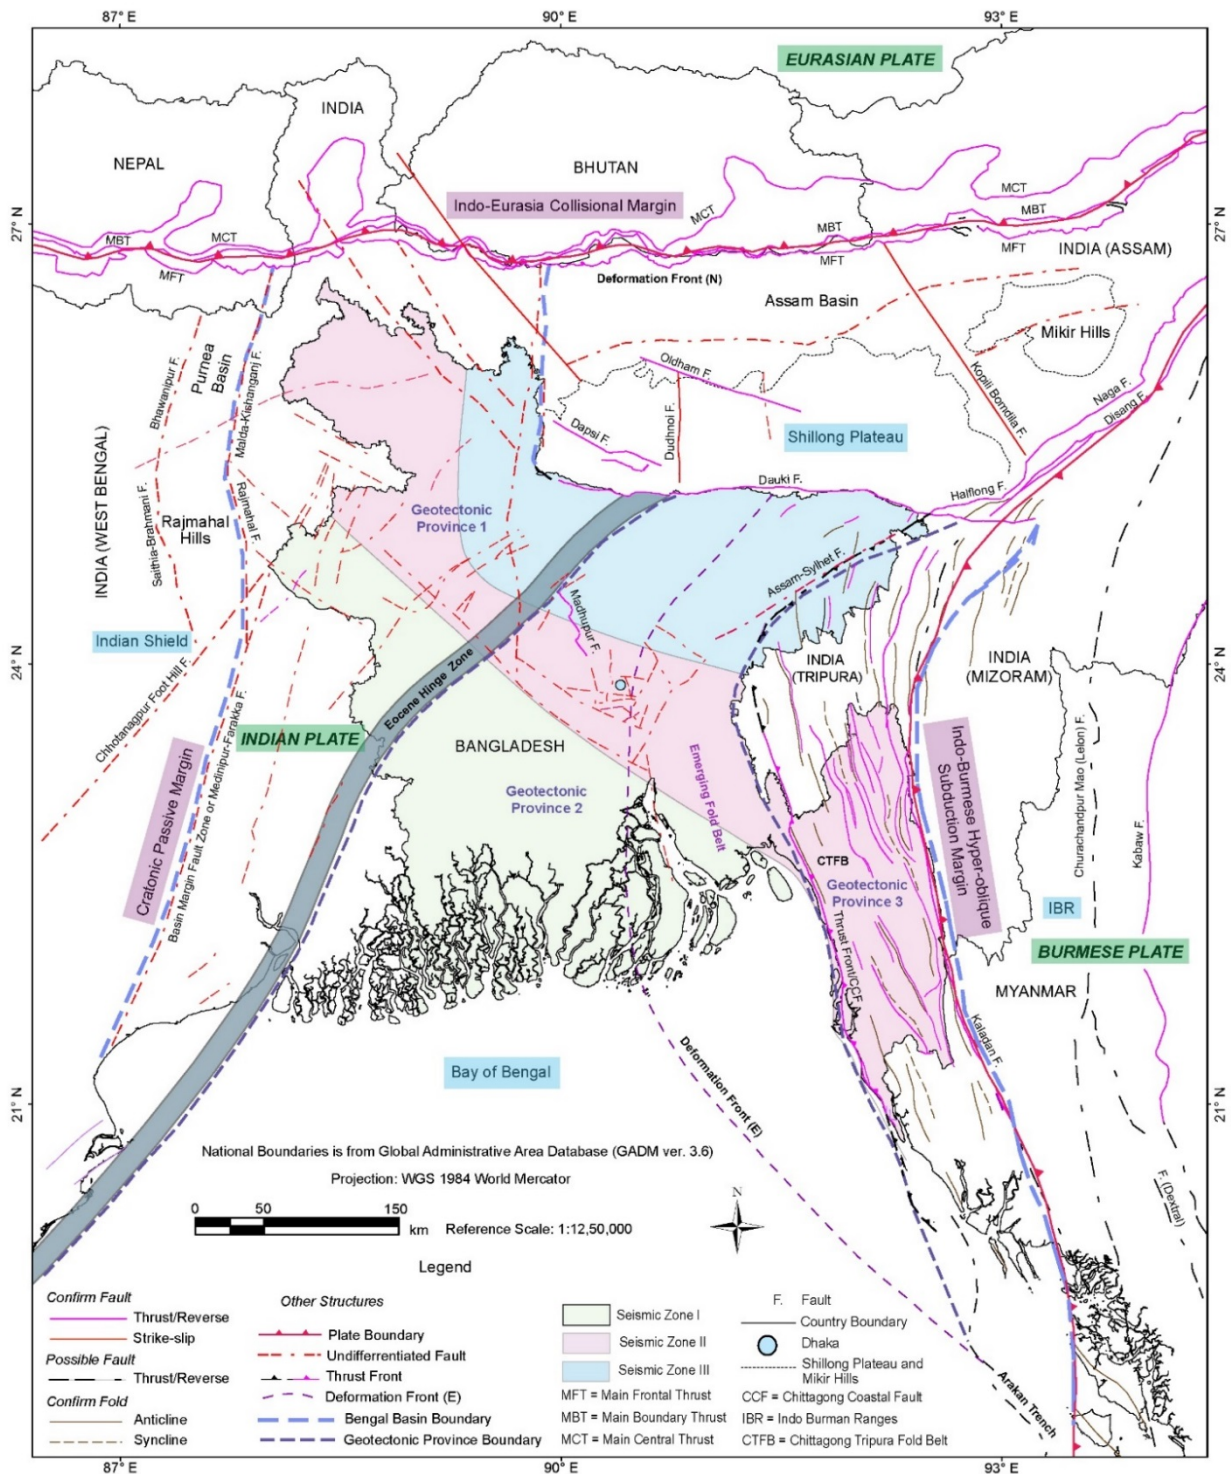 87° E
90° E
93° E
EURASIAN PLATE
INDIA
NEPAL
BHUTAN
MCT
Indo-Eurasia Collisional Margin
MCT
MBT
27° N
27° N
MBT
MCT
MBT
MFT
MFT
MFT
INDIA (ASSAM)
Deformation Front (N)
Assam Basin
Mikir Hills
Purnea
Basin
Bhawanipur F.
Malda-Kishanganj F.
Oldham F.
Kopili Bomdila F.
Naga F.
Disang F.
Dapsi F.
Dudhnoi F.
Shillong Plateau
Dauki F.
Halflong F.
INDIA (WEST BENGAL)
Saithia-Brahmani F.
Rajmahal
Hills
Rajmahal F.
Geotectonic
Province 1
Assam-Sylhet F.
Madhupur F.
24° N
24° N
Indian Shield
Chhotanagpur Foot Hill F.
INDIA
(TRIPURA)
INDIA
(MIZORAM)
Eocene Hinge Zone
INDIAN PLATE
BANGLADESH
Cratonic Passive Margin
Basin Margin Fault Zone or Medinipur-Farakka F.
Geotectonic
Province 2
Emerging Fold Belt
Indo-Burmese Hyper-oblique
Subduction Margin
Churachandpur Mao (Lelon) F.
Kabaw F.
CTFB
Geotectonic
Province 3
IBR
Thrust Front/CCF
BURMESE PLATE
MYANMAR
Kaladan F.
Bay of Bengal
Deformation Front (E)
21° N
21° N
National Boundaries is from Global Administrative Area Database (GADM ver. 3.6)
Projection: WGS 1984 World Mercator
F. (Dextral)
0 50 150
km
Reference Scale: 1:12,50,000
N
Legend
Confirm Fault
Thrust/Reverse
Strike-slip
Possible Fault
Thrust/Reverse
Confirm Fold
Anticline
Syncline
Other Structures
Plate Boundary
Undifferentiated Fault
Thrust Front
Deformation Front (E)
Bengal Basin Boundary
Geotectonic Province Boundary
Seismic Zone I
Seismic Zone II
Seismic Zone III
MFT = Main Frontal Thrust
MBT = Main Boundary Thrust
MCT = Main Central Thrust
F. Fault
Country Boundary
Dhaka
Shillong Plateau and
Mikir Hills
CCF = Chittagong Coastal Fault
IBR = Indo Burman Ranges
CTFB = Chittagong Tripura Fold Belt
Arakan Trench
87° E
90° E
93° E